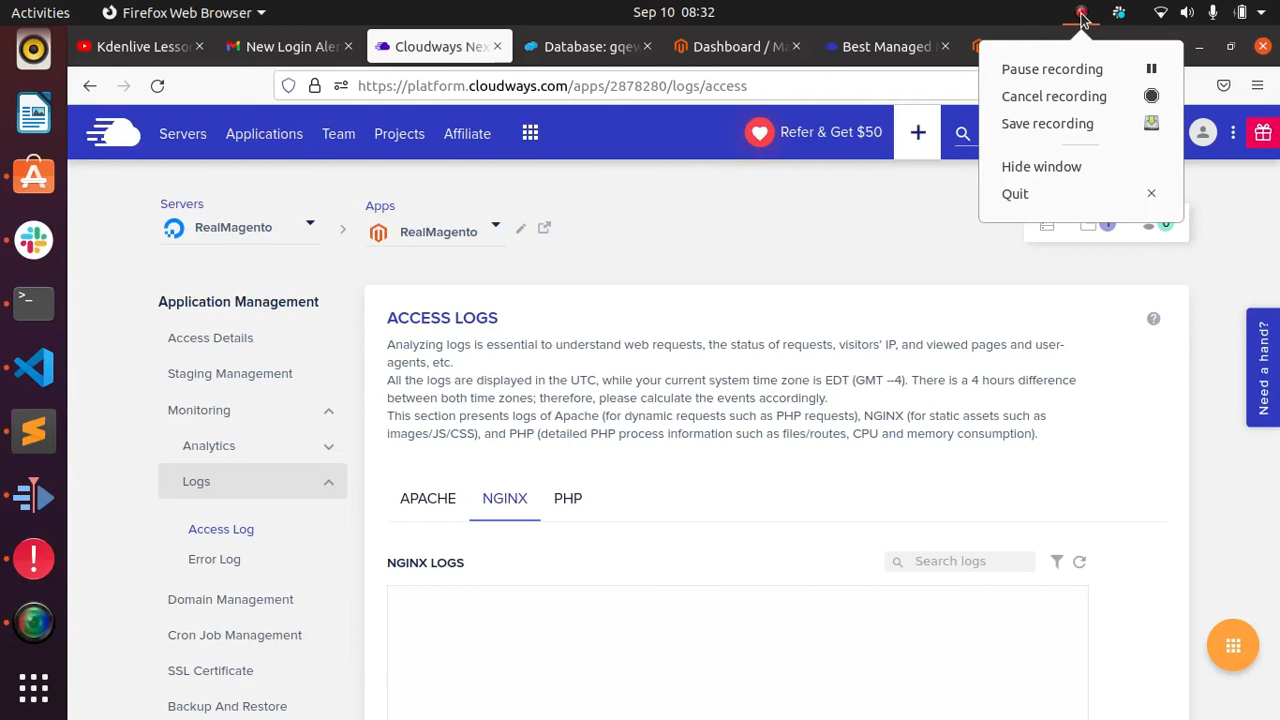 Activities
Firefox Web Browser
Sep 10 08:32
Kdenlive Lesso
New Login Aler
Cloudways Nex
Database: gqew
Dashboard / Ma
Best Managed
https://platform.cloudways.com/apps/2878280/logs/access
Pause recording
Cancel recording
Save recording
Hide window
Quit
Servers
Applications
Team
Projects
Affiliate
Refer & Get $50
Servers
RealMagento
Apps
RealMagento
Application Management
Access Details
Staging Management
Monitoring
Analytics
Logs
Access Log
Error Log
Domain Management
Cron Job Management
SSL Certificate
Backup And Restore
ACCESS LOGS
Analyzing logs is essential to understand web requests, the status of requests, visitors' IP, and viewed pages and user-
agents, etc.
All the logs are displayed in the UTC, while your current system time zone is EDT (GMT --4). There is a 4 hours difference
between both time zones; therefore, please calculate the events accordingly.
This section presents logs of Apache (for dynamic requests such as PHP requests), NGINX (for static assets such as
images/JS/CSS), and PHP (detailed PHP process information such as files/routes, CPU and memory consumption).
APACHE
NGINX
PHP
NGINX LOGS
Search logs
Need a hand?